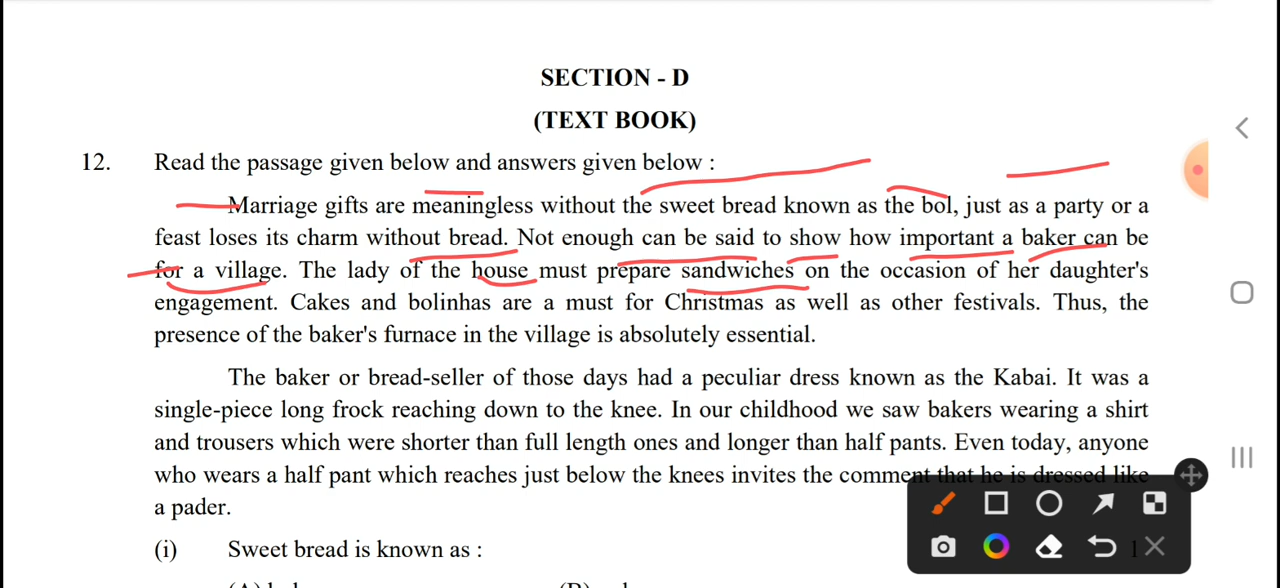 SECTION - D
(TEXT BOOK)
12. Read the passage given below and answers given below :
Marriage gifts are meaningless without the sweet bread known as the bol, just as a party or a
feast loses its charm without bread. Not enough can be said to show how important a baker can be
for a village. The lady of the house must prepare sandwiches on the occasion of her daughter's
engagement. Cakes and bolinhas are a must for Christmas as well as other festivals. Thus, the
presence of the baker's furnace in the village is absolutely essential.
The baker or bread-seller of those days had a peculiar dress known as the Kabai. It was a
single-piece long frock reaching down to the knee. In our childhood we saw bakers wearing a shirt
and trousers which were shorter than full length ones and longer than half pants. Even today, anyone
who wears a half pant which reaches just below the knees invites the comment that he is dressed like
a pader.
(i) Sweet bread is known as :